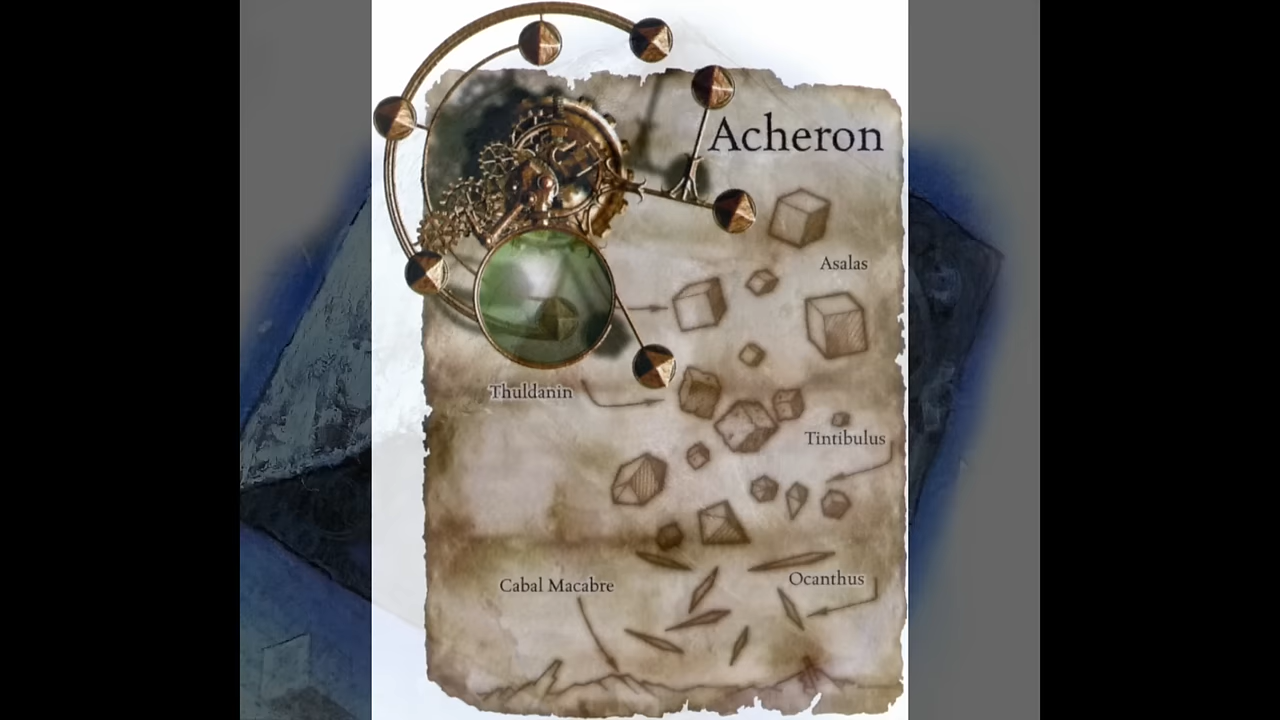 Acheron
Asalas
Thuldanin
Tintibulus
Cabal Macabre
Ocanthus